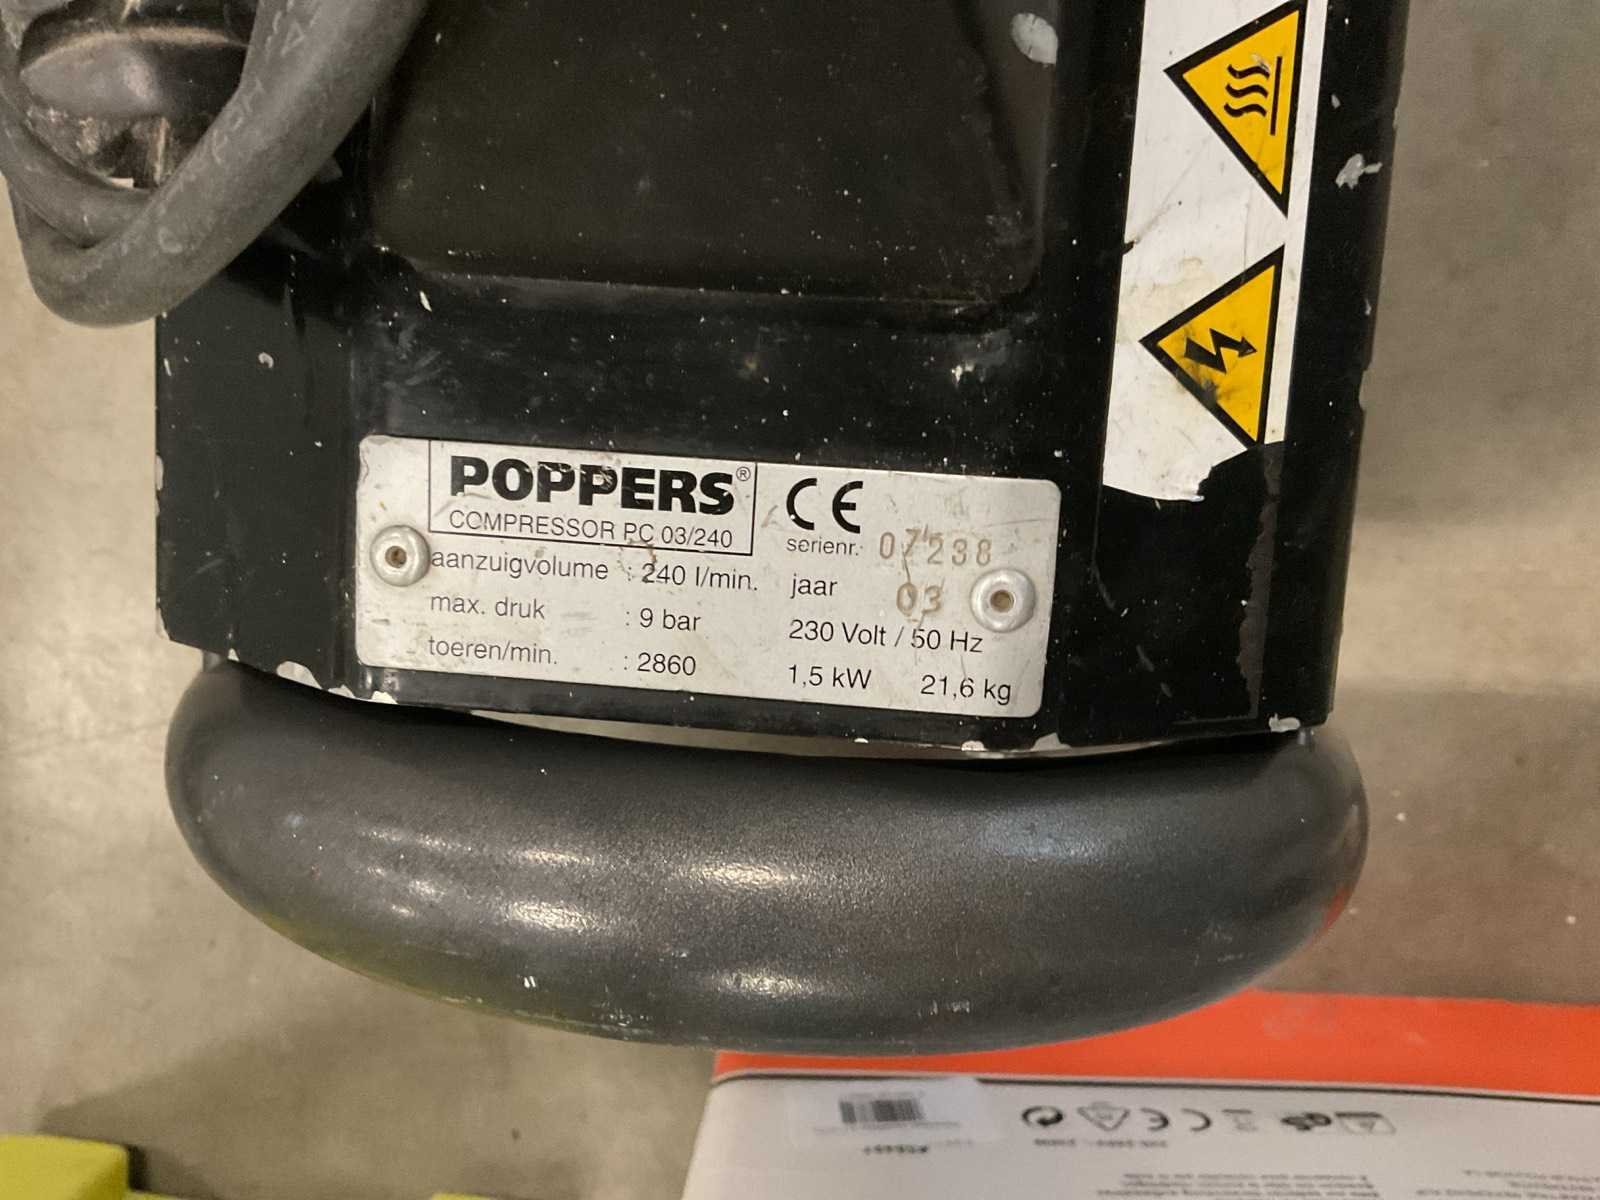 POPPERS®
COMPRESSOR PC 03/240
CE
serienr. 07238
aanzuigvolume : 240 l/min.
jaar 03
max. druk : 9 bar
230 Volt / 50 Hz
toeren/min. : 2860
1,5 kW 21,6 kg